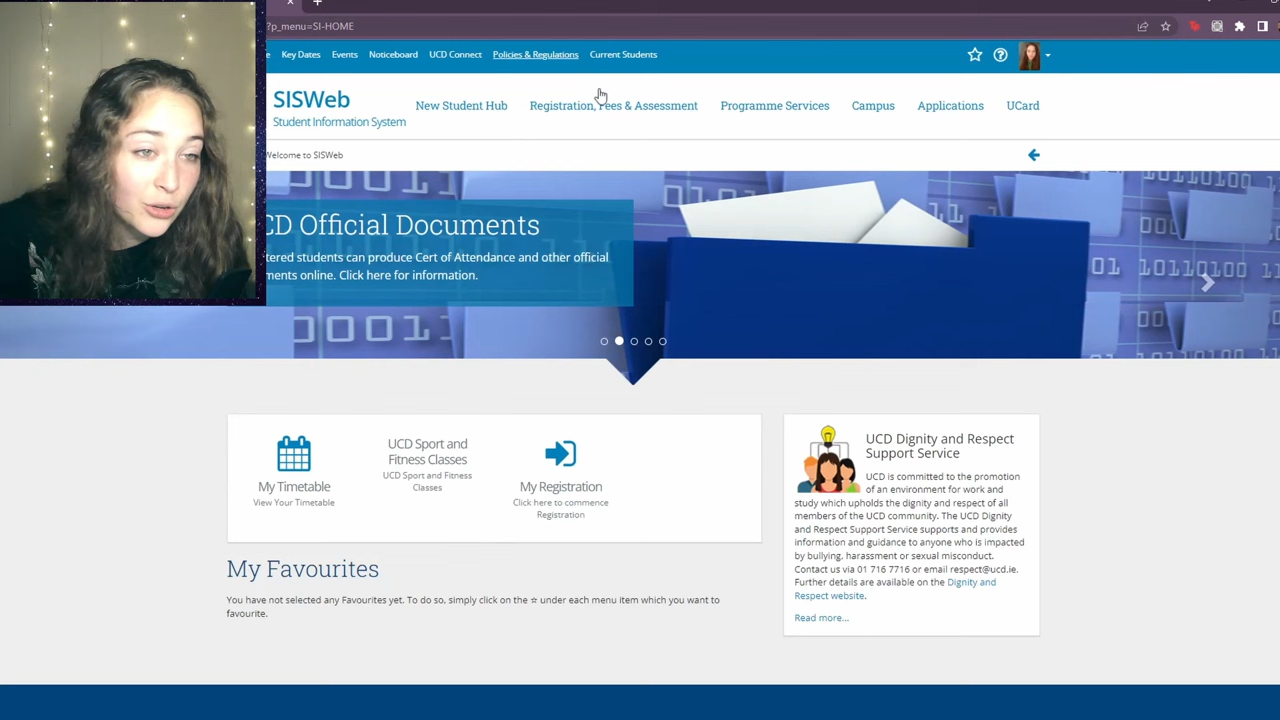 ?p_menu=SI-HOME
Key Dates
Events
Noticeboard
UCD Connect
Policies & Regulations
Current Students
SISWeb
Student Information System
New Student Hub
Registration, Fees & Assessment
Programme Services
Campus
Applications
UCard
Welcome to SISWeb
CD Official Documents
tered students can produce Cert of Attendance and other official
ments online. Click here for information.
My Timetable
View Your Timetable
UCD Sport and
Fitness Classes
UCD Sport and Fitness
Classes
My Registration
Click here to commence
Registration
My Favourites
You have not selected any Favourites yet. To do so, simply click on the ☆ under each menu item which you want to
favourite.
UCD Dignity and Respect
Support Service
UCD is committed to the promotion
of an environment for work and
study which upholds the dignity and respect of all
members of the UCD community. The UCD Dignity
and Respect Support Service supports and provides
information and guidance to anyone who is impacted
by bullying, harassment or sexual misconduct.
Contact us via 01 716 7716 or email respect@ucd.ie.
Further details are available on the Dignity and
Respect website.
Read more...